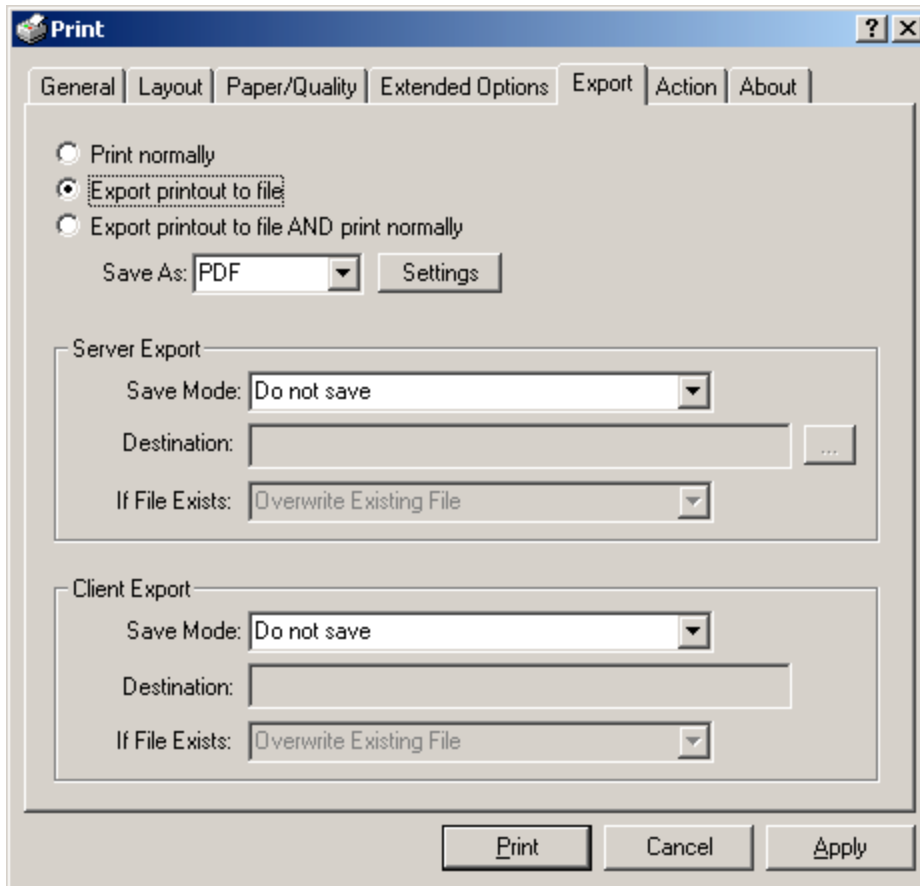 Print
General Layout Paper/Quality Extended Options Export Action About
Print normally
Export printout to file
Export printout to file AND print normally
Save As: PDF Settings
Server Export
Save Mode: Do not save
Destination: ...
If File Exists: Overwrite Existing File
Client Export
Save Mode: Do not save
Destination:
If File Exists: Overwrite Existing File
Print Cancel Apply